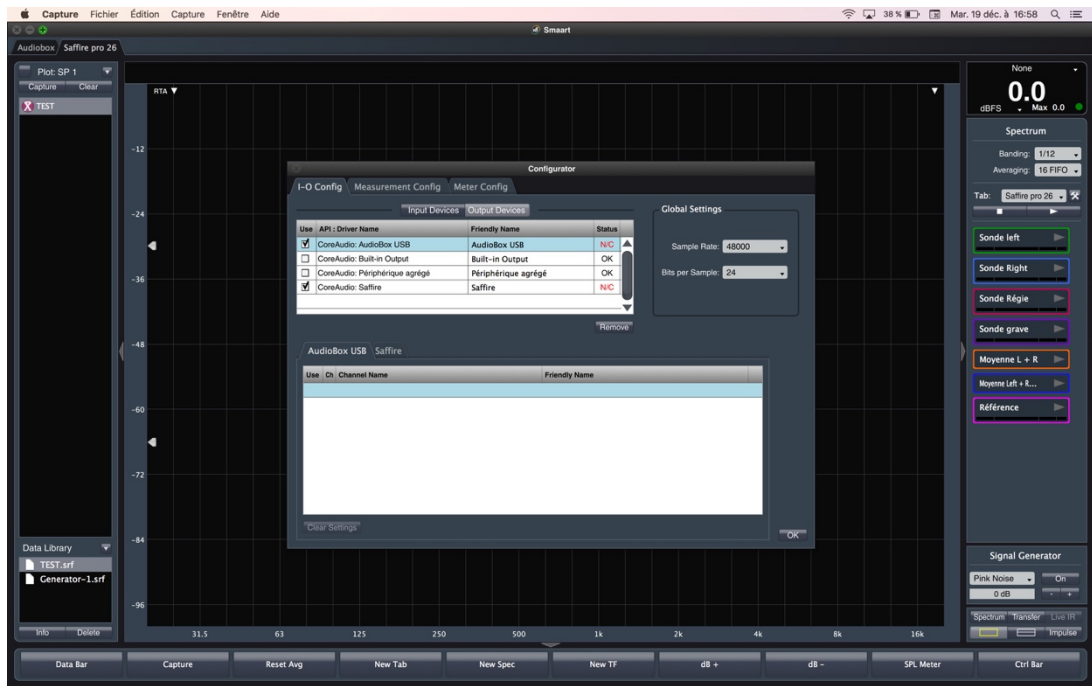 Capture Fichier Édition Capture Fenêtre Aide 38 % Mar. 19 déc. à 16:58
Smaart
Audiobox Saffire pro 26
Plot: SP 1
Capture Clear
TEST
RTA
-12
-24
-36
-48
-60
-72
-84
-96
31.5 63 125 250 500 1k 2k 4k 8k 16k
Configurator
I-O Config Measurement Config Meter Config
Input Devices Output Devices
Use API : Driver Name Friendly Name Status
CoreAudio: AudioBox USB AudioBox USB N/C
CoreAudio: Built-in Output Built-in Output OK
CoreAudio: Périphérique agrégé Périphérique agrégé OK
CoreAudio: Saffire Saffire N/C
Remove
Global Settings
Sample Rate: 48000
Bits per Sample: 24
AudioBox USB Saffire
Use Ch Channel Name Friendly Name
Clear Settings
OK
None
0.0
dBFS Max 0.0
Spectrum
Banding: 1/12
Averaging: 16 FIFO
Tab: Saffire pro 26
Sonde left
Sonde Right
Sonde Régie
Sonde grave
Moyenne L + R
Moyenne Left + R...
Référence
Data Library
TEST.srf
Generator-1.srf
Info Delete
Signal Generator
Pink Noise On
0 dB - +
Spectrum Transfer Live IR
Impulse
Data Bar Capture Reset Avg New Tab New Spec New TF dB + dB - SPL Meter Ctrl Bar